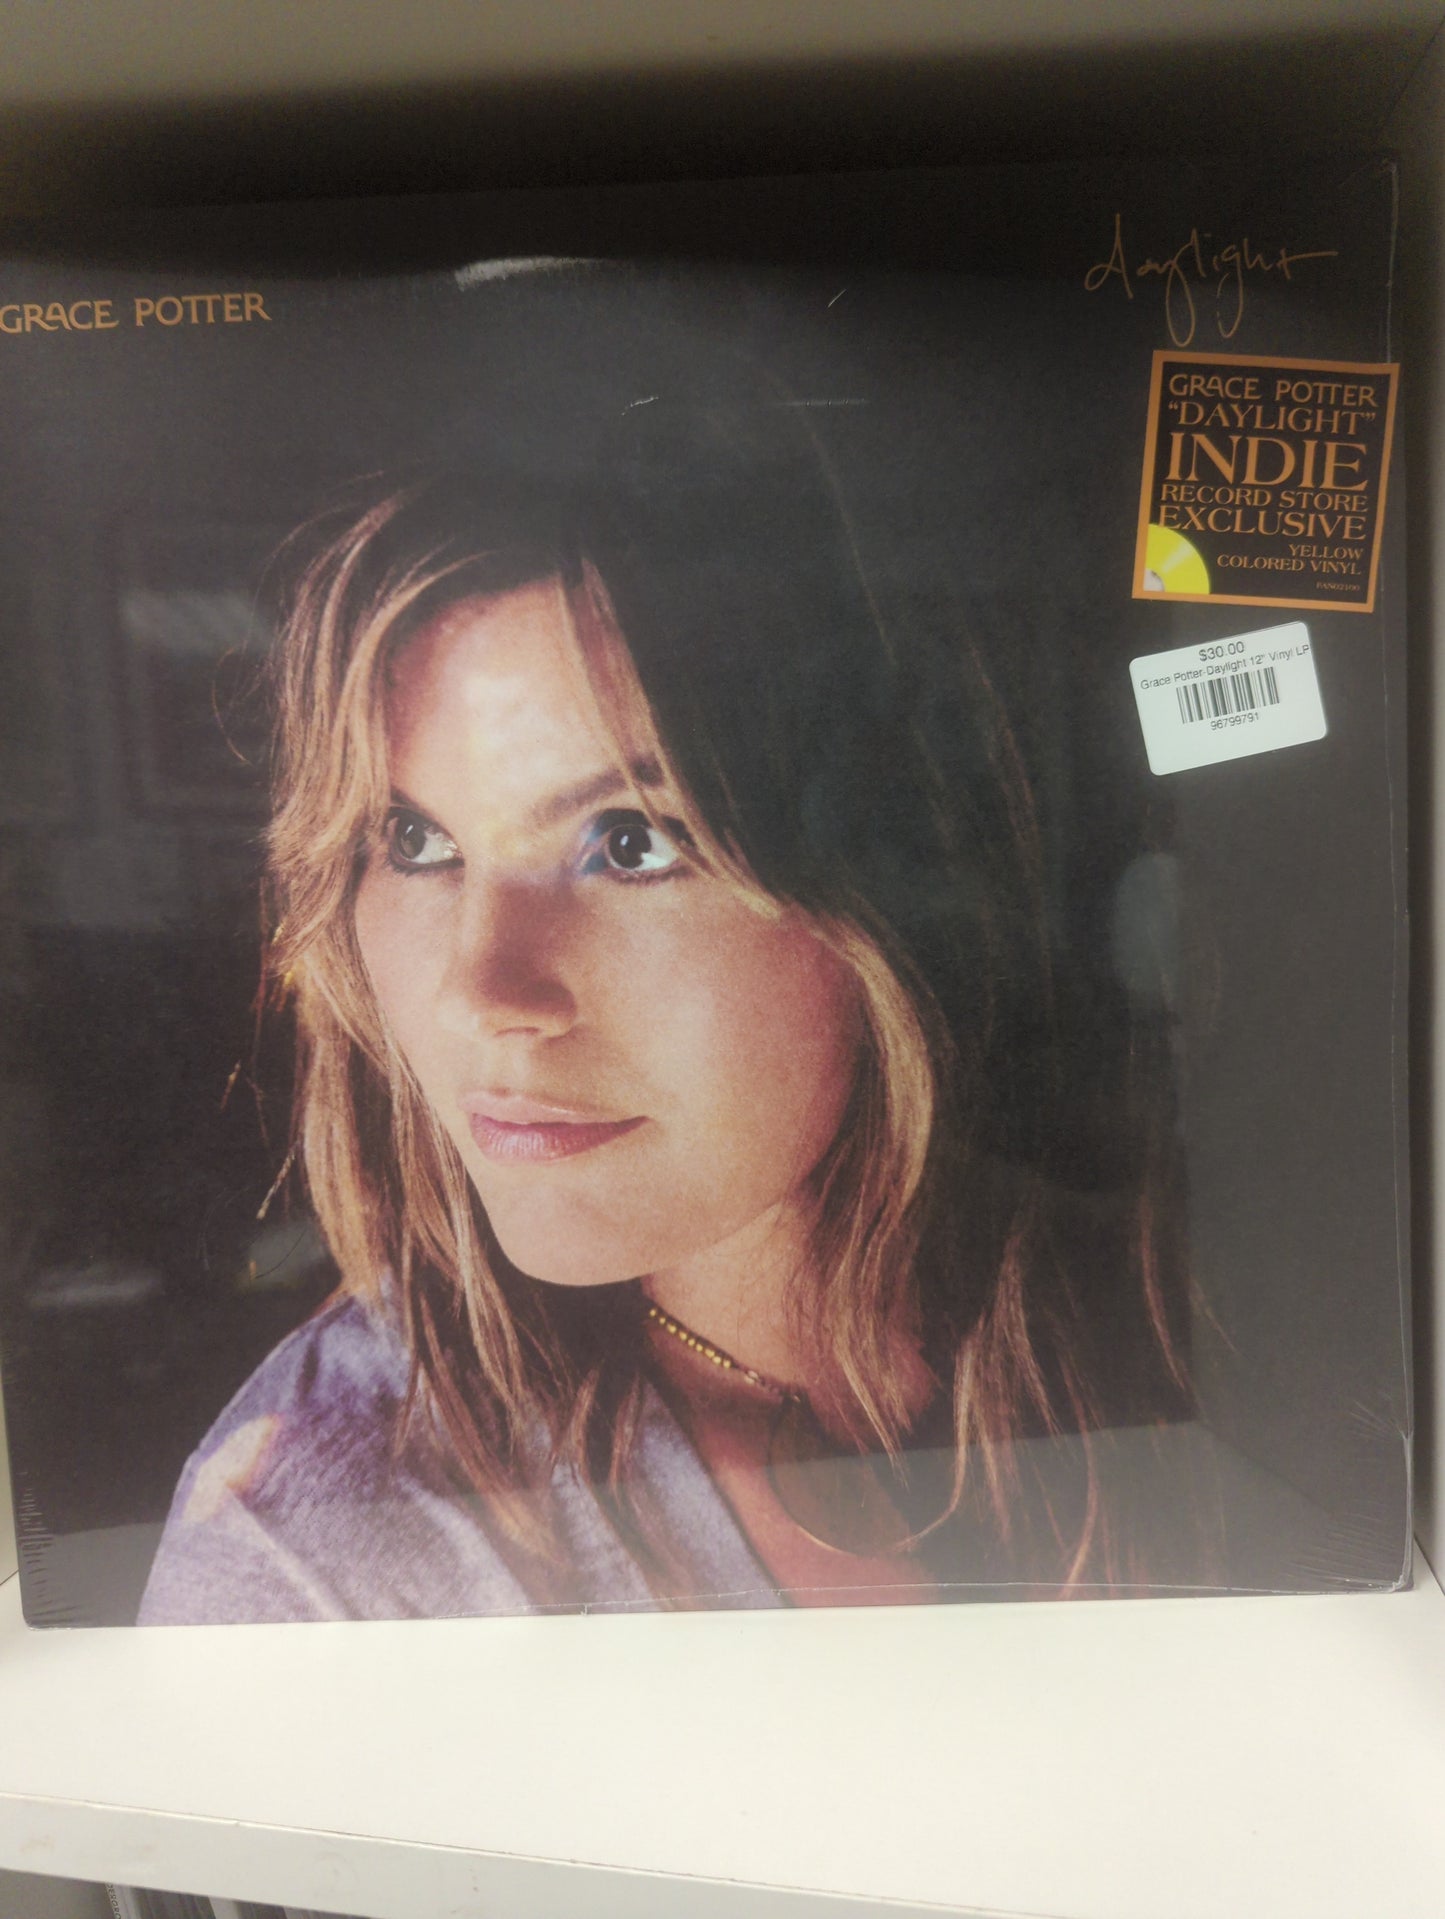 GRACE POTTER
daylight
GRACE POTTER
"DAYLIGHT"
INDIE
RECORD STORE
EXCLUSIVE
YELLOW
COLORED VINYL
FAN02100
$30.00
Grace Potter-Daylight 12" Vinyl LP
96799791